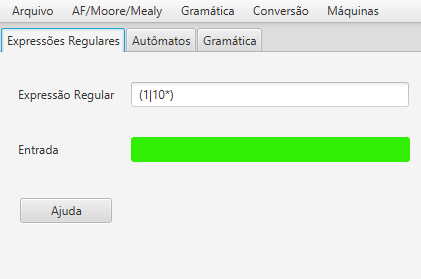 Arquivo AF/Moore/Mealy Gramática Conversão Máquinas
Expressões Regulares Autômatos Gramática
Expressão Regular (1|10*)
Entrada
Ajuda